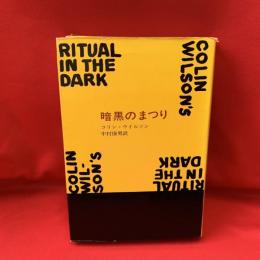 RITUAL
IN THE
DARK
COLIN
WILSON'S
暗黒のまつり
コリン・ウイルソン
中村保男訳
COLIN
WIL-
SON'S
RITUAL
IN THE
DARK